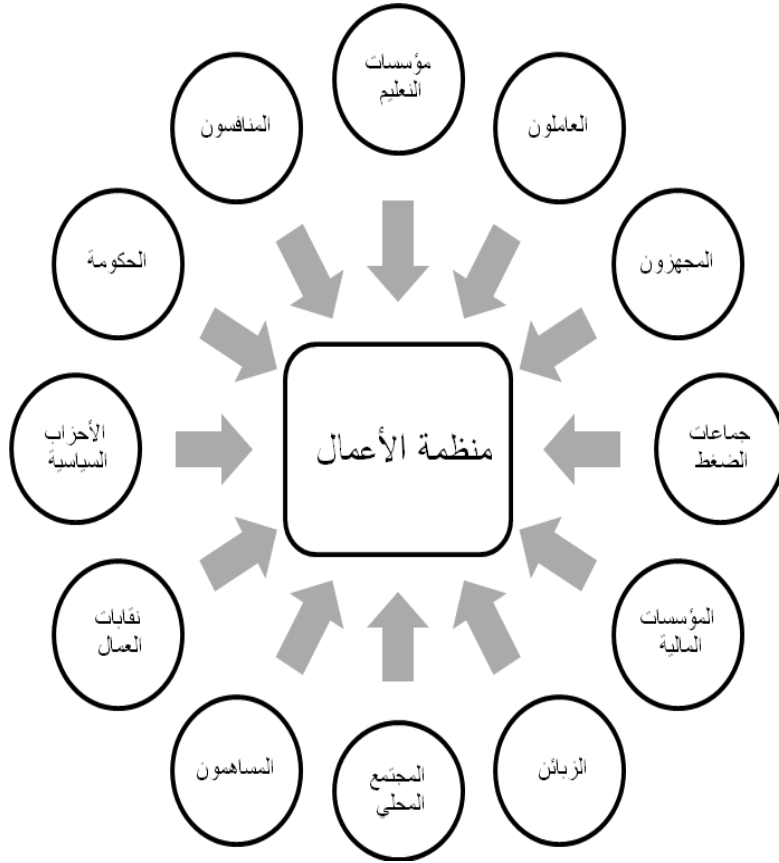 مؤسسات
التعليم
العاملون
المنافسون
المجهزون
الحكومة
منظمة الأعمال
جماعات
الضغط
الأحزاب
السياسية
المؤسسات
المالية
نقابات
العمال
الزبائن
المجتمع
المحلي
المساهمون